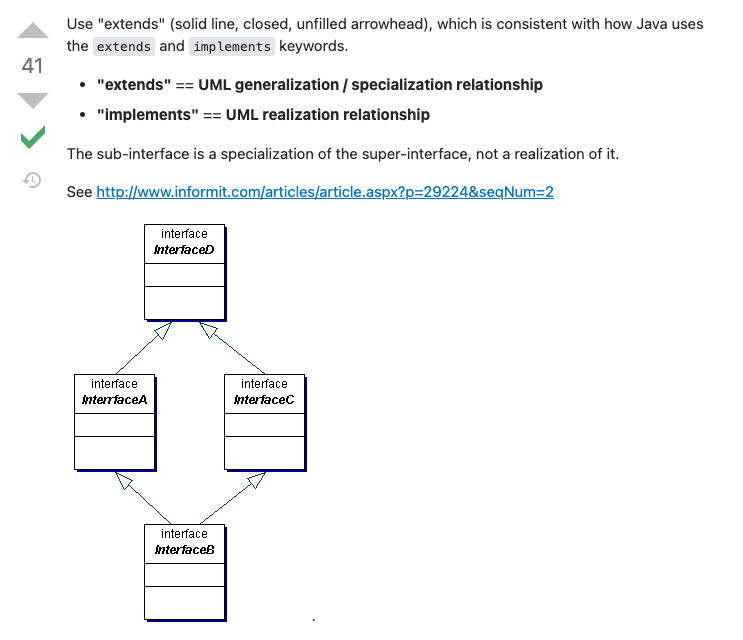 Use "extends" (solid line, closed, unfilled arrowhead), which is consistent with how Java uses
the extends and implements keywords.
41
• "extends" == UML generalization / specialization relationship
• "implements" == UML realization relationship
The sub-interface is a specialization of the super-interface, not a realization of it.
See http://www.informit.com/articles/article.aspx?p=29224&seqNum=2
interface
InterfaceD
interface
InterrfaceA
interface
InterfaceC
interface
InterfaceB
.